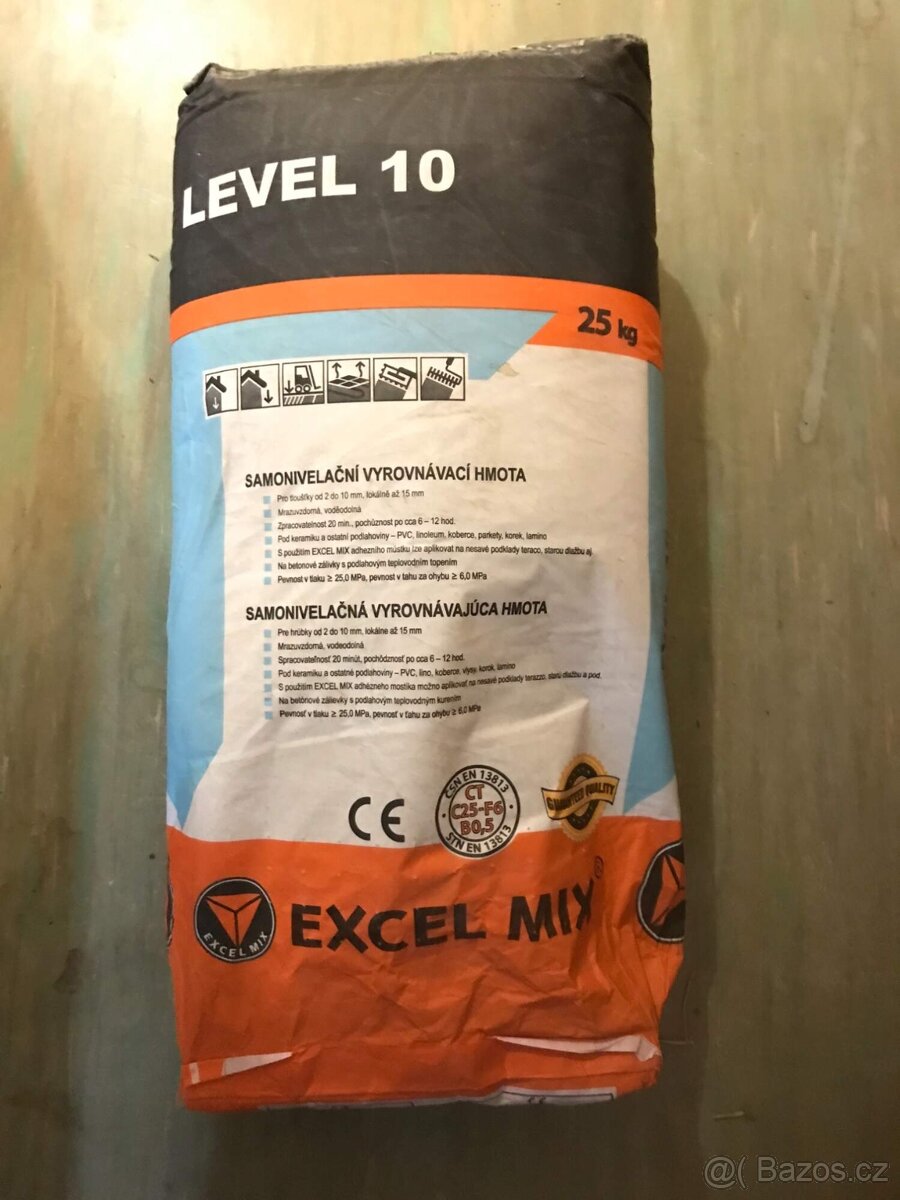 LEVEL 10
25 kg
SAMONIVELAČNÍ VYROVNÁVACÍ HMOTA
Pro tloušťky od 2 do 10 mm, lokálně až 15 mm
Mrazuvzdorná, voděodolná
Zpracovatelnost 20 min., pochůznost po cca 6 – 12 hod.
Pod keramiku a ostatní podlahoviny – PVC, linoleum, koberce, parkety, korek, lamino
S použitím EXCEL MIX adhezního můstku lze aplikovat na nesavé podklady teraco, starou dlažbu aj.
Na betonové zálivky s podlahovým teplovodním topením
Pevnost v tlaku ≥ 25,0 MPa, pevnost v tahu za ohybu ≥ 6,0 MPa
SAMONIVELAČNÁ VYROVNÁVAJÚCA HMOTA
Pre hrúbky od 2 do 10 mm, lokálne až 15 mm
Mrazuvzdorná, vodeodolná
Spracovateľnosť 20 minút, pochôdznosť po cca 6 – 12 hod.
Pod keramiku a ostatné podlahoviny – PVC, lino, koberce, vlysy, korok, lamino
S použitím EXCEL MIX adhézneho mostíka možno aplikovať na nesavé podklady terazzo, starú dlažbu a pod.
Na betónové zálievky s podlahovým teplovodným kurením
Pevnosť v tlaku ≥ 25,0 MPa, pevnosť v ťahu za ohybu ≥ 6,0 MPa
CE
ČSN EN 13813
CT
C25-F6
B0,5
STN EN 13813
GUARANTEED QUALITY
EXCEL MIX®
EXCEL MIX
CE
@( Bazos.cz